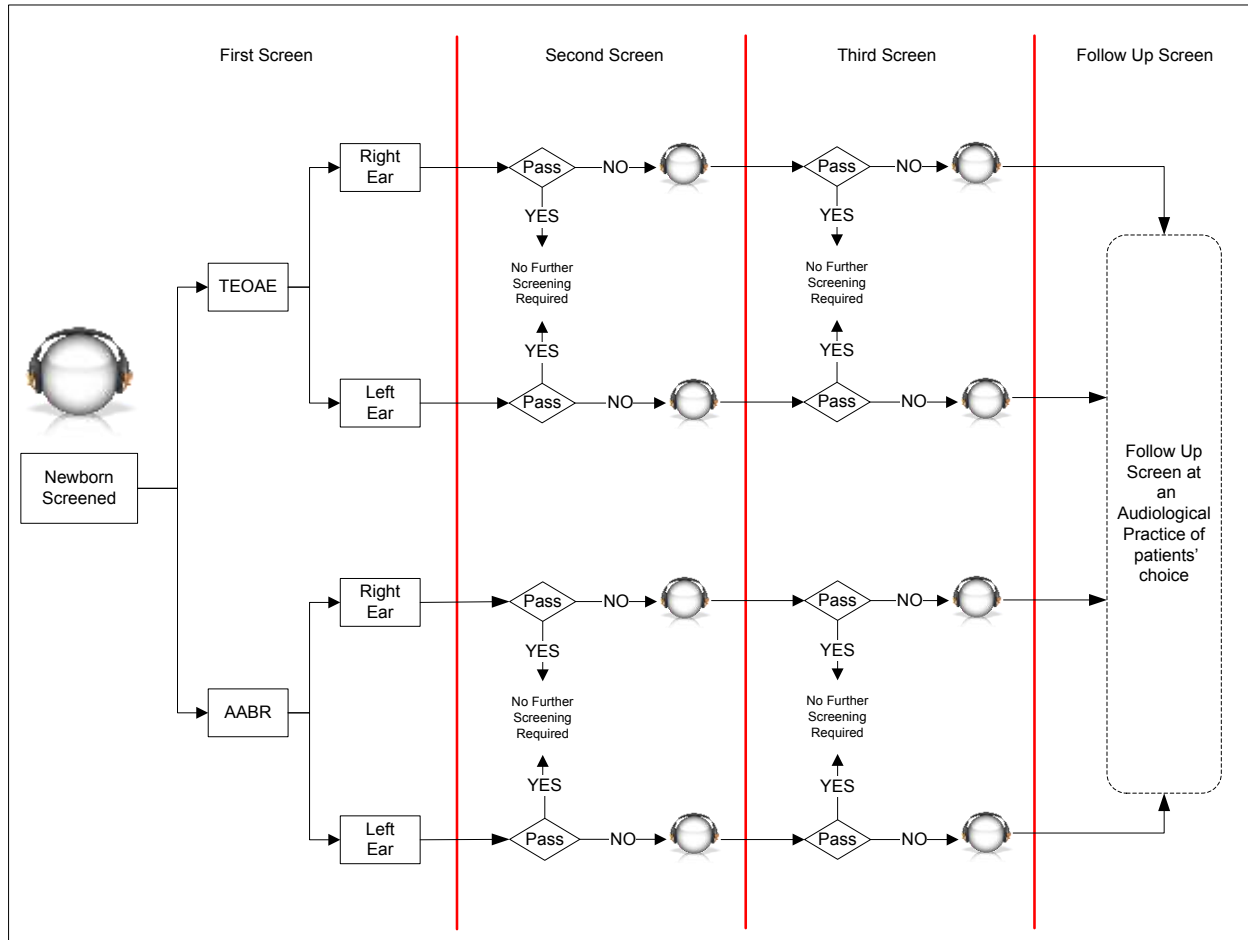 First Screen
Second Screen
Third Screen
Follow Up Screen
Right
Ear
Pass
NO
Pass
NO
YES
YES
TEOAE
No Further
Screening
Required
No Further
Screening
Required
YES
YES
Left
Ear
Pass
NO
Pass
NO
Newborn
Screened
Follow Up
Screen at
an
Audiological
Practice of
patients'
choice
Right
Ear
Pass
NO
Pass
NO
YES
YES
AABR
No Further
Screening
Required
No Further
Screening
Required
YES
YES
Left
Ear
Pass
NO
Pass
NO